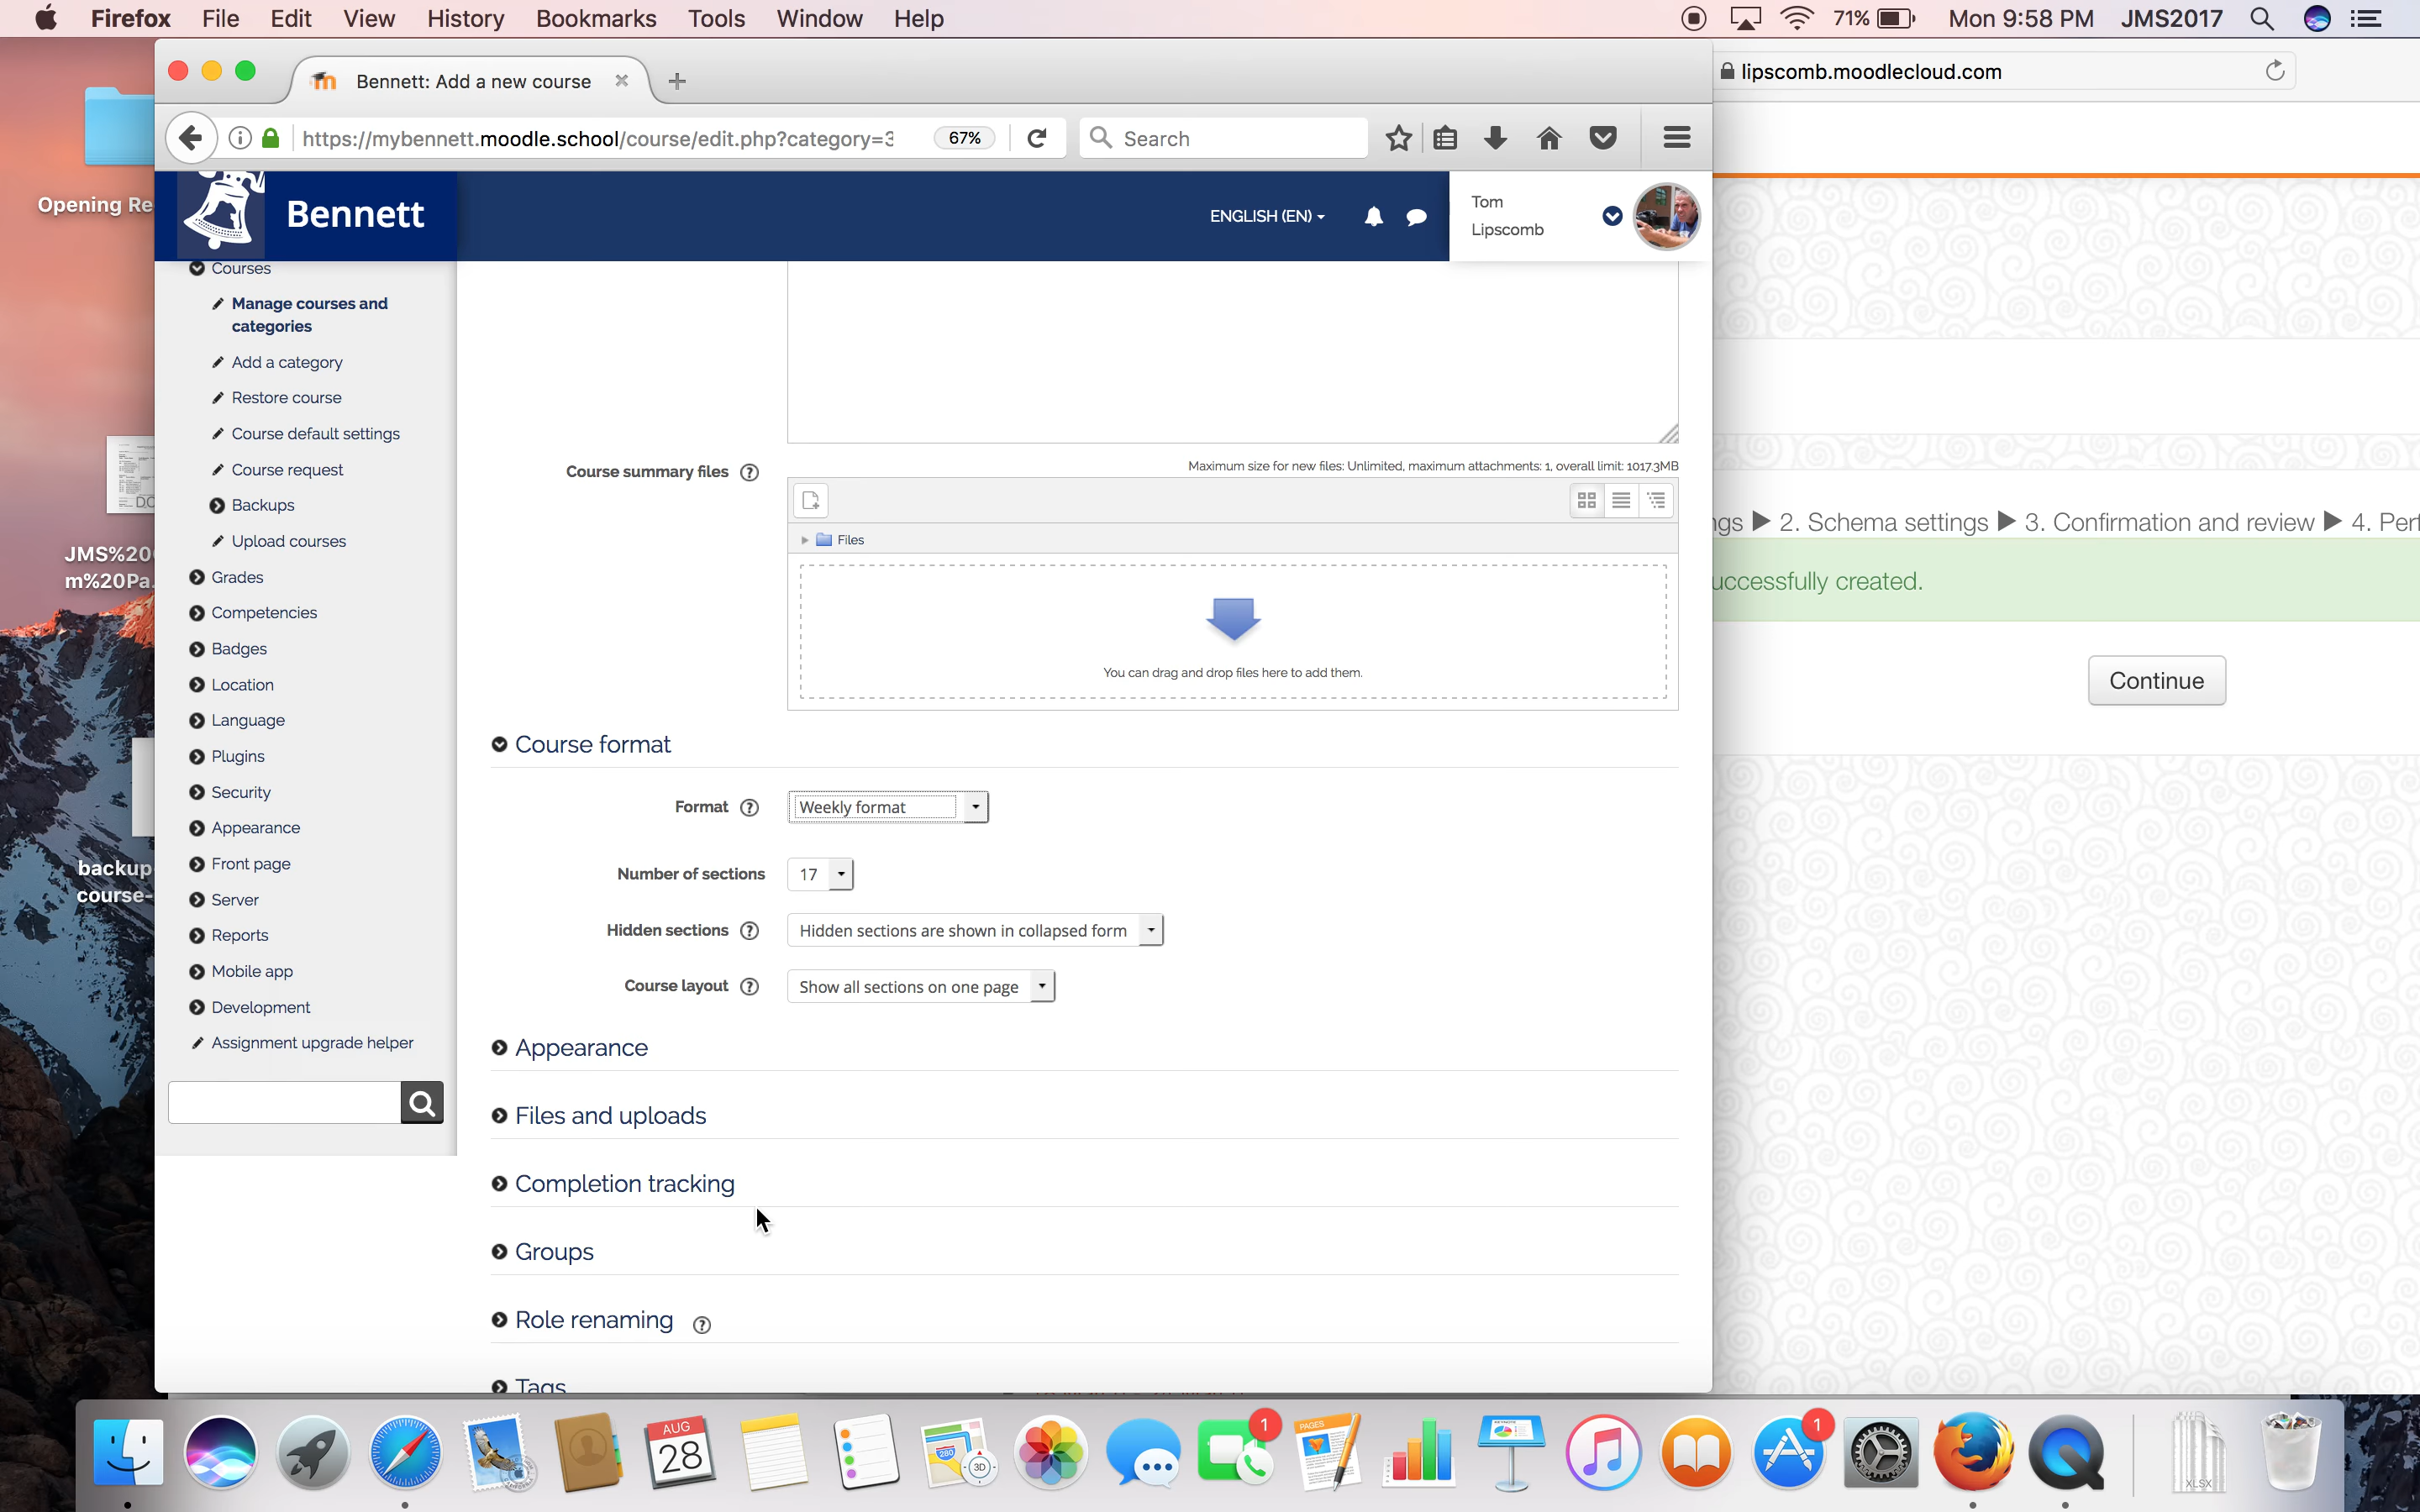 Firefox File Edit View History Bookmarks Tools Window Help
71% Mon 9:58 PM JMS2017
Bennett: Add a new course
lipscomb.moodlecloud.com
https://mybennett.moodle.school/course/edit.php?category=3
67%
Search
Opening Re
Bennett
ENGLISH (EN)
Tom
Lipscomb
Courses
Manage courses and
categories
Add a category
Restore course
Course default settings
Course request
Backups
Upload courses
Grades
Competencies
Badges
Location
Language
Plugins
Security
Appearance
Front page
Server
Reports
Mobile app
Development
Assignment upgrade helper
JMS%20
m%20Pa.
backup-
course-
Course summary files
Maximum size for new files: Unlimited, maximum attachments: 1, overall limit: 1017.3MB
Files
You can drag and drop files here to add them.
Course format
Format
Weekly format
Number of sections
17
Hidden sections
Hidden sections are shown in collapsed form
Course layout
Show all sections on one page
Appearance
Files and uploads
Completion tracking
Groups
Role renaming
Tags
ngs ▶ 2. Schema settings ▶ 3. Confirmation and review ▶ 4. Perf
uccessfully created.
Continue
AUG
28
280
3D
1
PAGES
1
XLSX